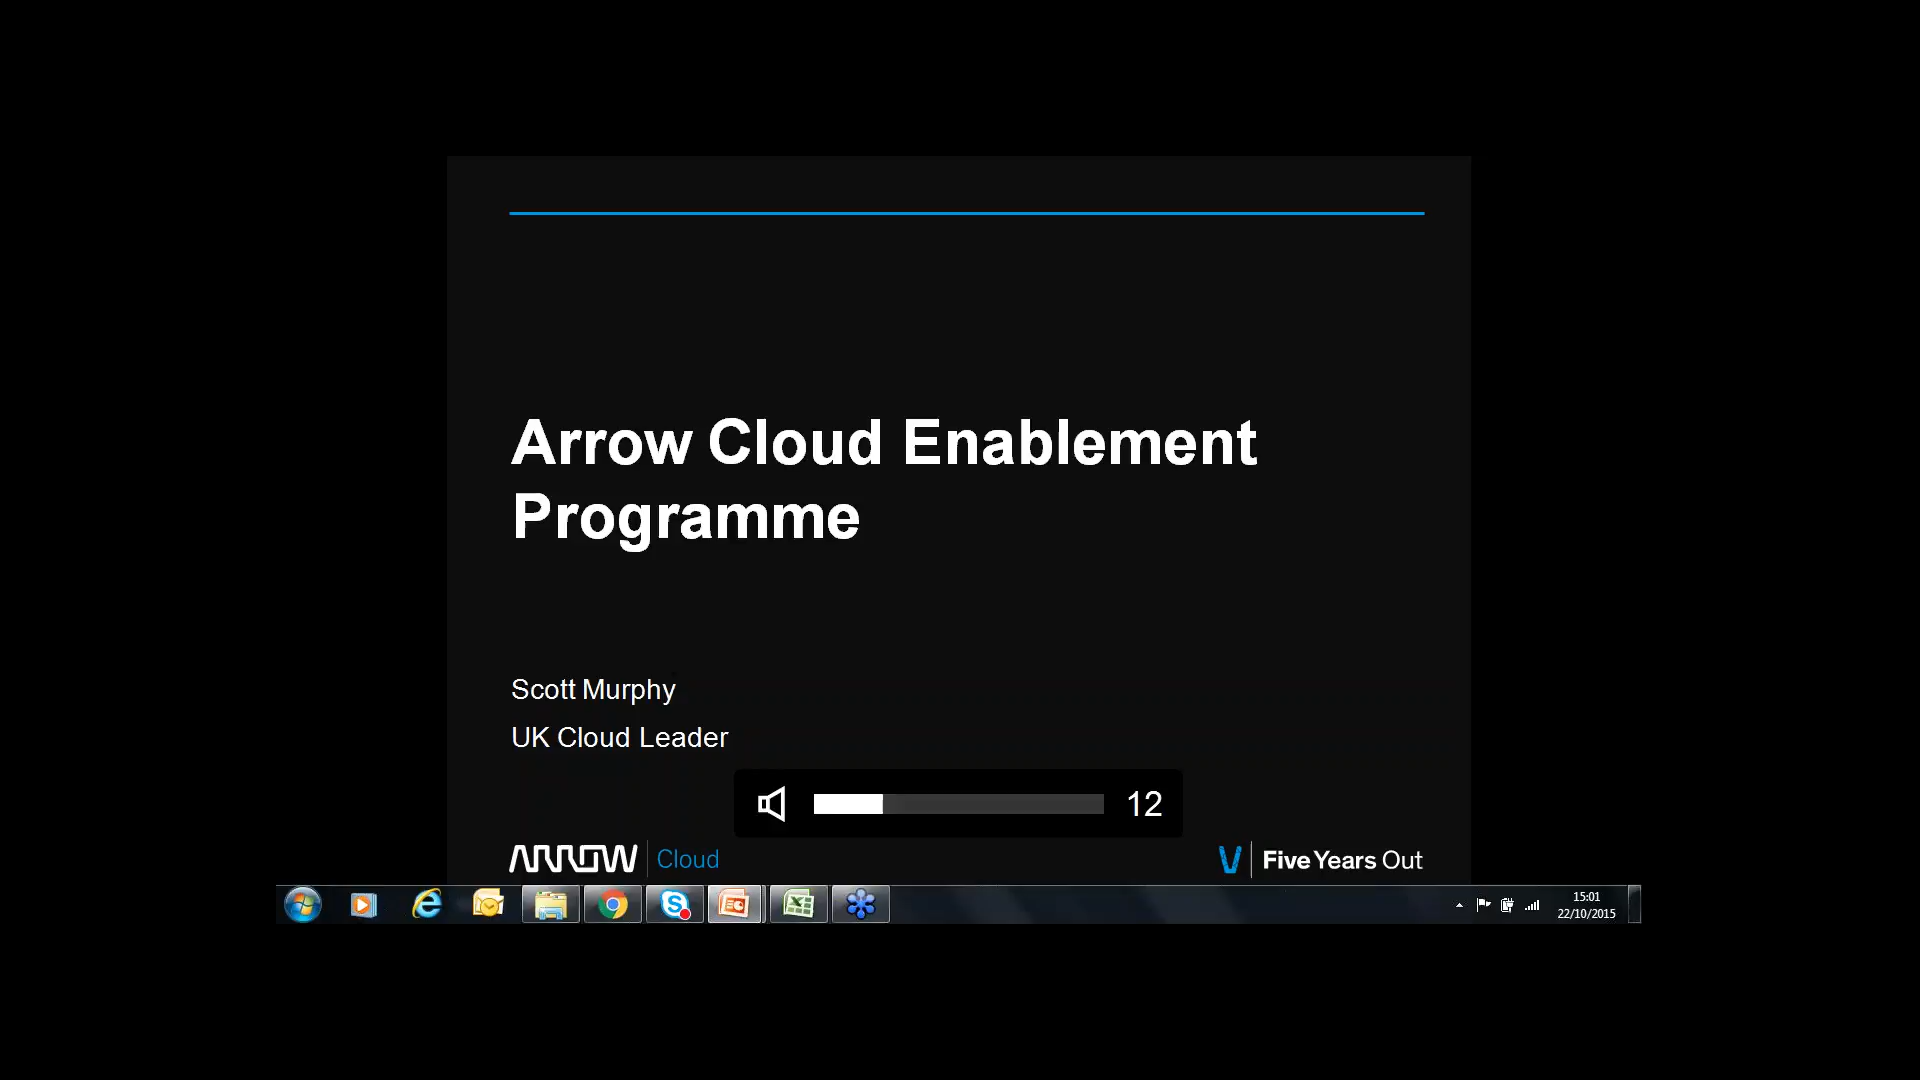 Arrow Cloud Enablement
Programme
Scott Murphy
UK Cloud Leader
12
ARROW Cloud
Five Years Out
15:01
22/10/2015